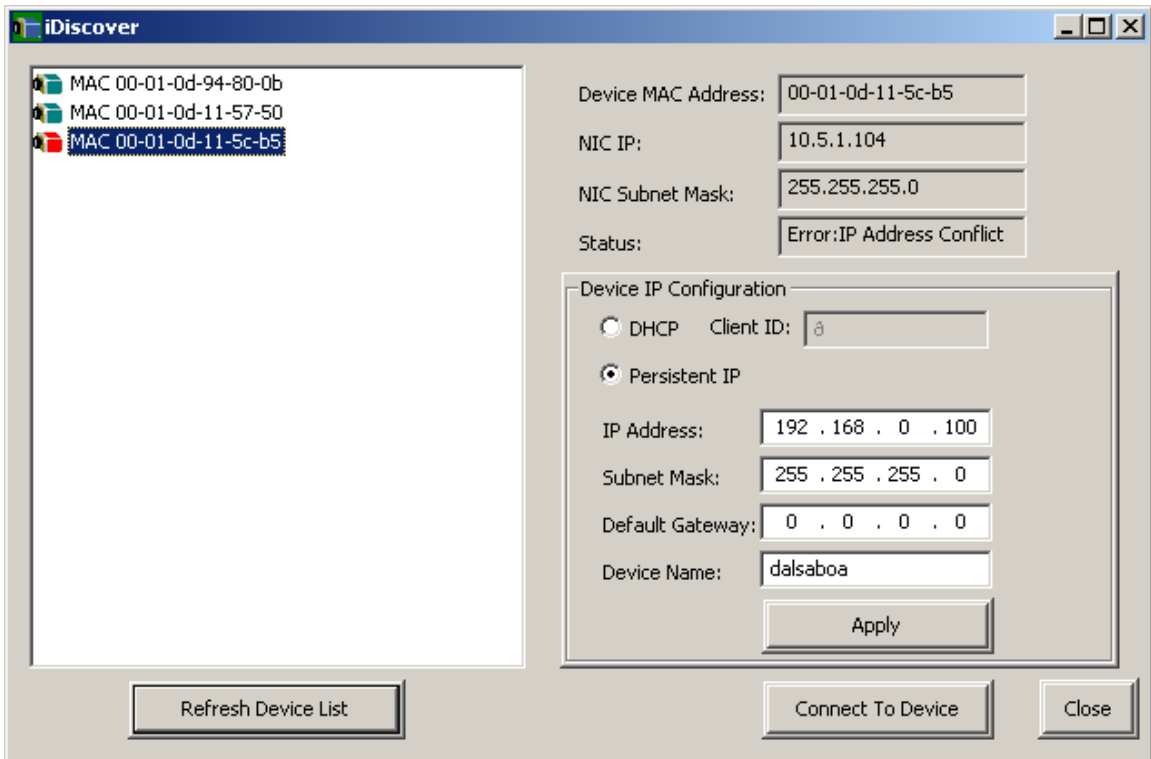 iDiscover
MAC 00-01-0d-94-80-0b
MAC 00-01-0d-11-57-50
MAC 00-01-0d-11-5c-b5
Device MAC Address: 00-01-0d-11-5c-b5
NIC IP: 10.5.1.104
NIC Subnet Mask: 255.255.255.0
Status: Error:IP Address Conflict
Device IP Configuration
DHCP Client ID: a
Persistent IP
IP Address: 192 . 168 . 0 . 100
Subnet Mask: 255 . 255 . 255 . 0
Default Gateway: 0 . 0 . 0 . 0
Device Name: dalsaboa
Apply
Refresh Device List Connect To Device Close